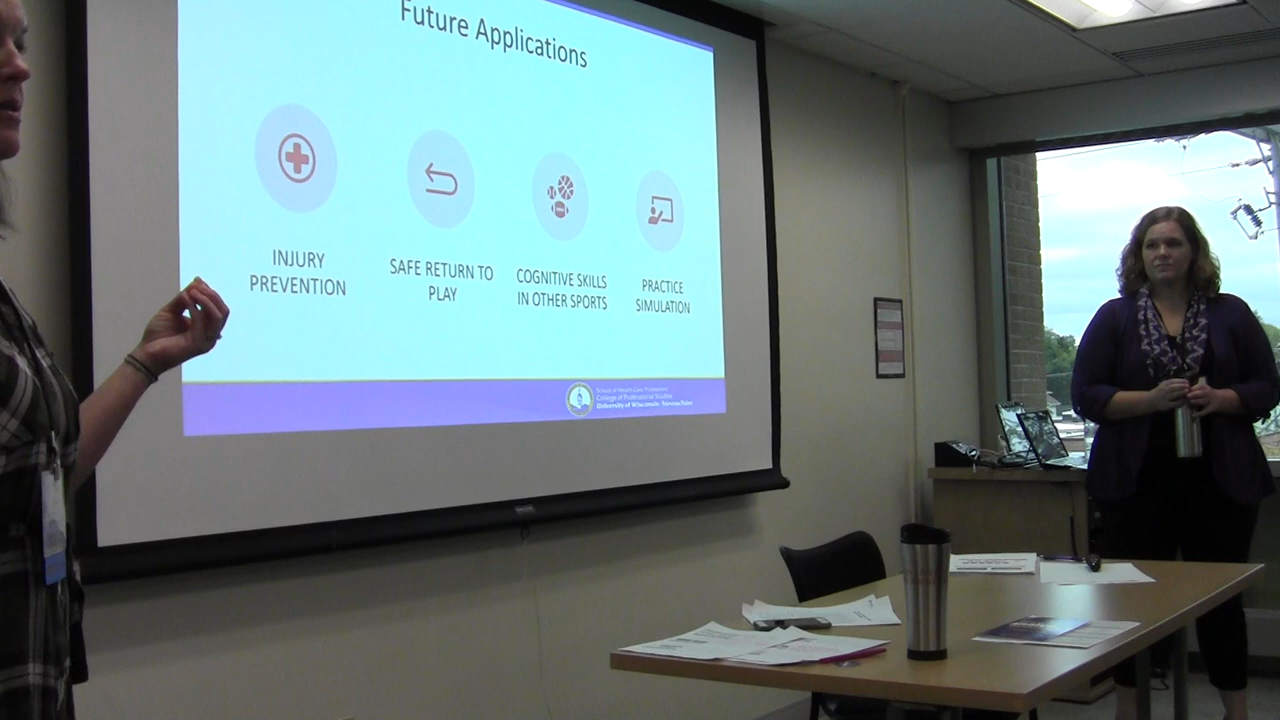 Future Applications
INJURY
PREVENTION
SAFE RETURN TO
PLAY
COGNITIVE SKILLS
IN OTHER SPORTS
PRACTICE
SIMULATION
School of Health Care Professions
College of Professional Studies
University of Wisconsin - Stevens Point